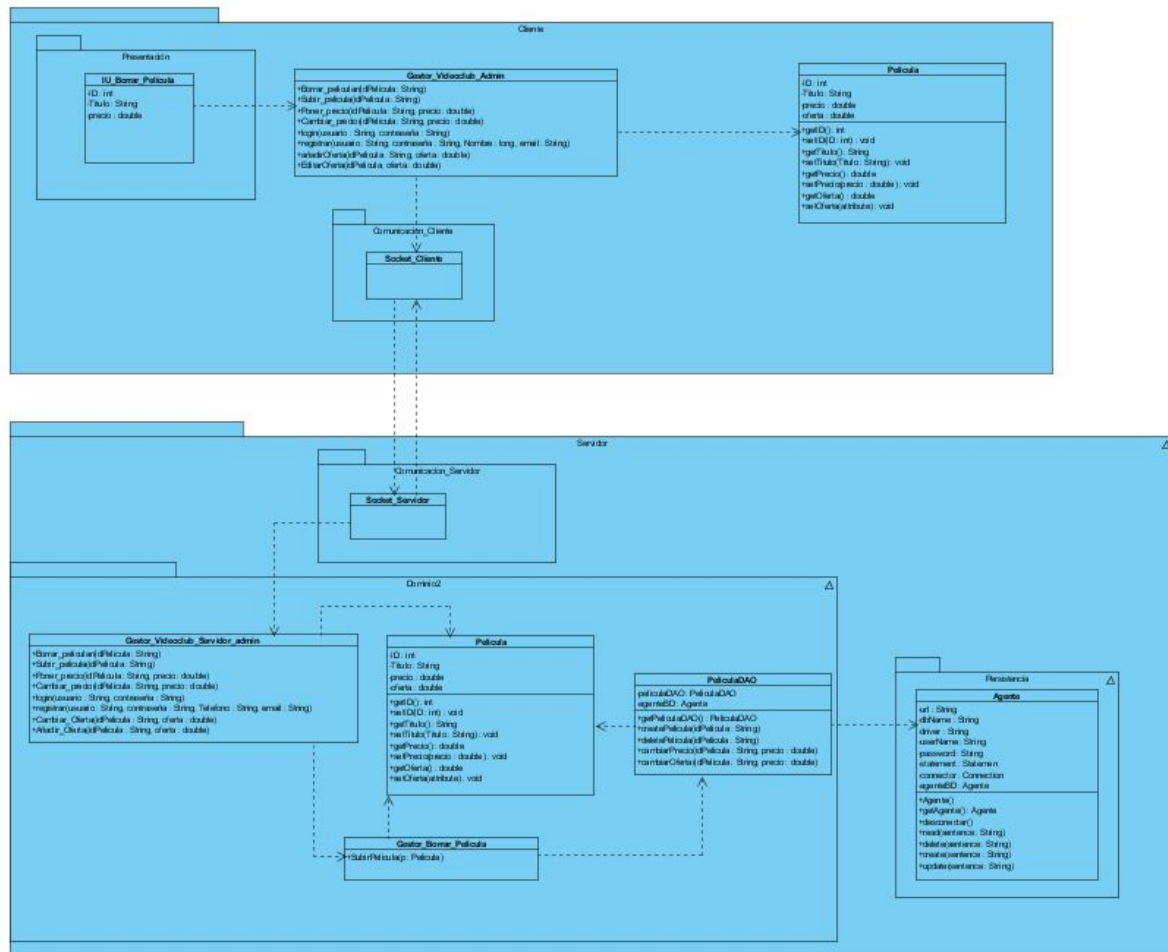 Cliente
Presentación
IU_Borrar_Pelicula
-ID : int
-Titulo : String
-precio : double
Gestor_Videoclub_Admin
+Borrar_peliculan(idPelicula : String)
+Subir_pelicula(idPelicula : String)
+Poner_precio(idPelicula : String, precio : double)
+Cambiar_precio(idPelicula : String, precio : double)
+login(usuario : String, contraseña : String)
+registrar(usuario : String, contraseña : String, Nombre : long, email : String)
+añadirOferta(idPelicula : String, oferta : double)
+EditarOferta(idPelicula, oferta : double)
Pelicula
-ID : int
-Titulo : String
-precio : double
-oferta : double
+getID() : int
+setID(ID : int) : void
+getTitulo() : String
+setTitulo(Titulo : String) : void
+getPrecio() : double
+setPrecio(precio : double) : void
+getOferta() : double
+setOferta(attribute) : void
Comunicación_Cliente
Socket_Cliente
Servidor
Comunicacion_Servidor
Socket_Servidor
Dominio2
Gestor_Videoclub_Servidor_admin
+Borrar_peliculan(idPelicula : String)
+Subir_pelicula(idPelicula : String)
+Poner_precio(idPelicula : String, precio : double)
+Cambiar_precio(idPelicula : String, precio : double)
+login(usuario : String, contraseña : String)
+registrar(usuario : String, contraseña : String, Telefono : String, email : String)
+Cambiar_Oferta(idPelicula : String, oferta : double)
+Añadir_Oferta(idPelicula : String, oferta : double)
Pelicula
-ID : int
-Titulo : String
-precio : double
-oferta : double
+getID() : int
+setID(ID : int) : void
+getTitulo() : String
+setTitulo(Titulo : String) : void
+getPrecio() : double
+setPrecio(precio : double) : void
+getOferta() : double
+setOferta(attribute) : void
PeliculaDAO
-peliculaDAO : PeliculaDAO
-agenteBD : Agente
+getPeliculaDAO() : PeliculaDAO
+createPelicula(idPelicula : String)
+deletePelicula(idPelicula : String)
+cambiarPrecio(idPelicula : String, precio : double)
+cambiarOferta(idPelicula : String, precio : double)
Gestor_Borrar_Pelicula
+SubirPelicula(p : Pelicula)
Persistencia
Agente
-url : String
-dbName : String
-driver : String
-userName : String
-password : String
-statement : Statemen
-connector : Connection
-agenteBD : Agente
+Agente()
+getAgente() : Agente
+desconectar()
+read(sentence : String)
+delete(sentence : String)
+create(sentence : String)
+update(sentence : String)